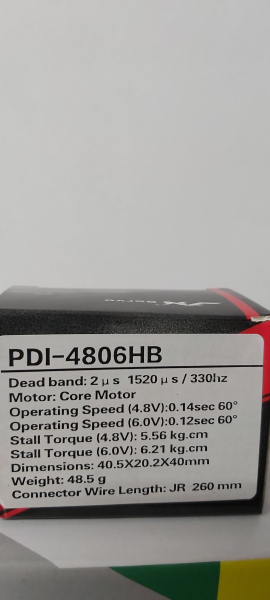 JX servo
PDI-4806HB
Dead band: 2 μ s 1520 μ s / 330hz
Motor: Core Motor
Operating Speed (4.8V):0.14sec 60°
Operating Speed (6.0V):0.12sec 60°
Stall Torque (4.8V): 5.56 kg.cm
Stall Torque (6.0V): 6.21 kg.cm
Dimensions: 40.5X20.2X40mm
Weight: 48.5 g
Connector Wire Length: JR 260 mm